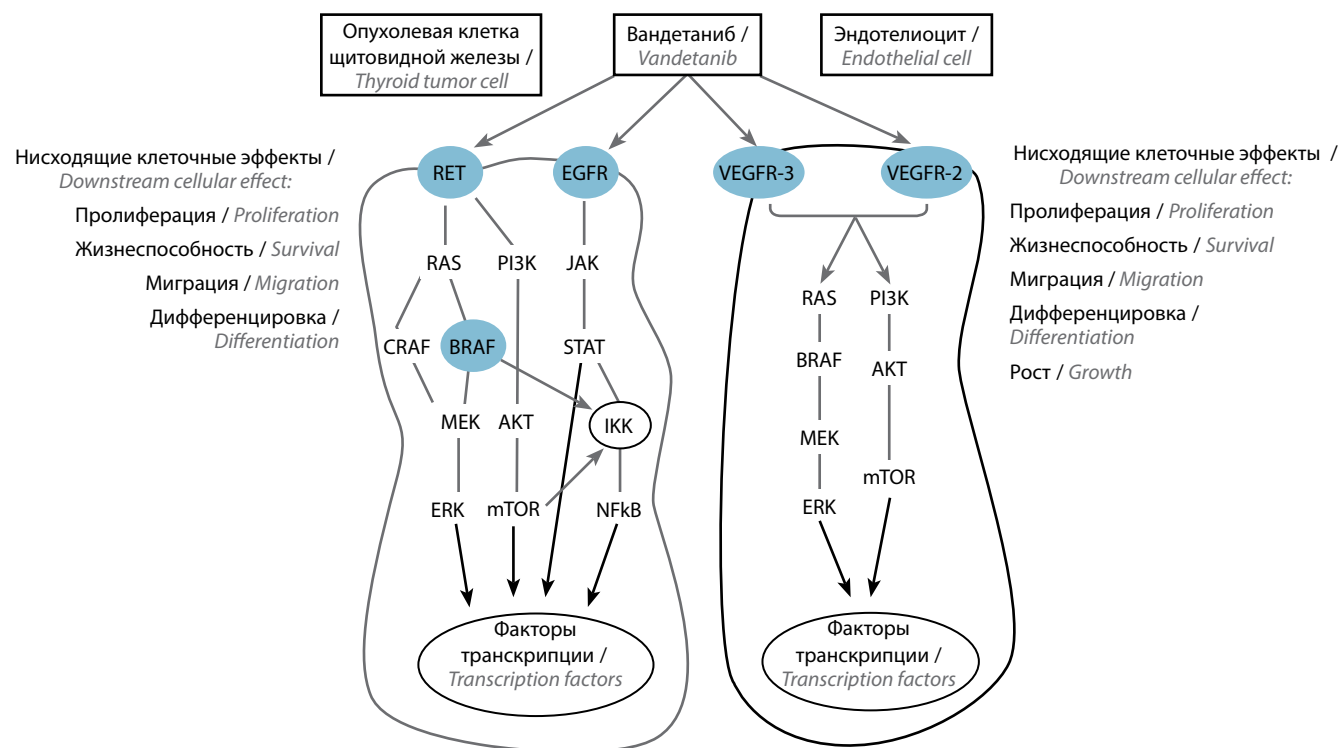 Опухолевая клетка
щитовидной железы /
Thyroid tumor cell
Вандетаниб /
Vandetanib
Эндотелиоцит /
Endothelial cell
Нисходящие клеточные эффекты /
Downstream cellular effect:
Пролиферация / Proliferation
Жизнеспособность / Survival
Миграция / Migration
Дифференцировка /
Differentiation
RET
EGFR
RAS
PI3K
JAK
CRAF
BRAF
STAT
MEK
AKT
IKK
ERK
mTOR
NFkB
Факторы
транскрипции /
Transcription factors
VEGFR-3
VEGFR-2
RAS
PI3K
BRAF
AKT
MEK
mTOR
ERK
Факторы
транскрипции /
Transcription factors
Нисходящие клеточные эффекты /
Downstream cellular effect:
Пролиферация / Proliferation
Жизнеспособность / Survival
Миграция / Migration
Дифференцировка /
Differentiation
Рост / Growth